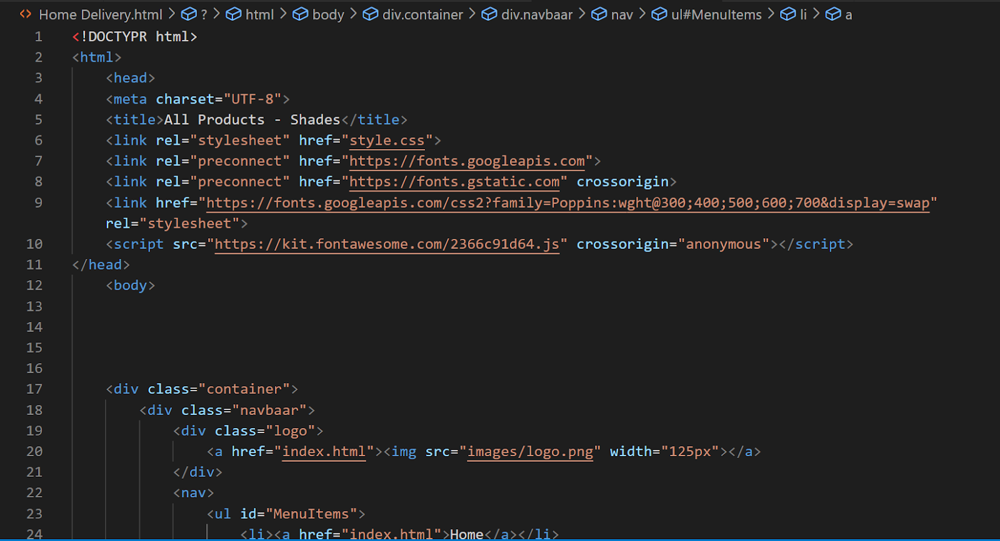 <> Home Delivery.html > ? > html > body > div.container > div.navbaar > nav > ul#MenuItems > li > a
1 <!DOCTYPR html>
2 <html>
3 <head>
4 <meta charset="UTF-8">
5 <title>All Products - Shades</title>
6 <link rel="stylesheet" href="style.css">
7 <link rel="preconnect" href="https://fonts.googleapis.com">
8 <link rel="preconnect" href="https://fonts.gstatic.com" crossorigin>
9 <link href="https://fonts.googleapis.com/css2?family=Poppins:wght@300;400;500;600;700&display=swap"
rel="stylesheet">
10 <script src="https://kit.fontawesome.com/2366c91d64.js" crossorigin="anonymous"></script>
11 </head>
12 <body>
13
14
15
16
17 <div class="container">
18 <div class="navbaar">
19 <div class="logo">
20 <a href="index.html"><img src="images/logo.png" width="125px"></a>
21 </div>
22 <nav>
23 <ul id="MenuItems">
24 <li><a href="index.html">Home</a></li>